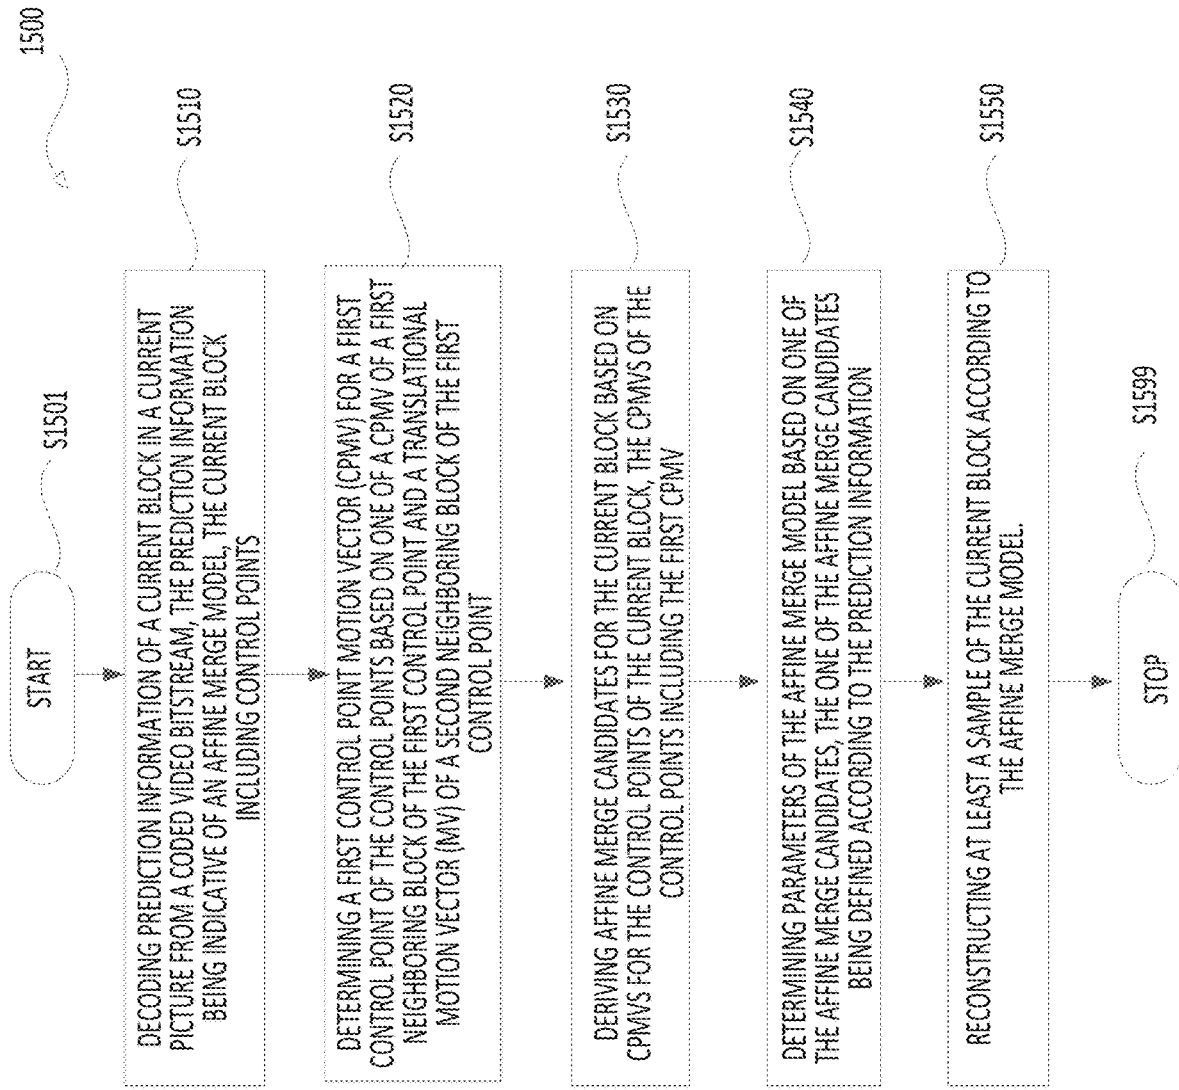 1500
START
S1501
DECODING PREDICTION INFORMATION OF A CURRENT BLOCK IN A CURRENT
PICTURE FROM A CODED VIDEO BITSTREAM, THE PREDICTION INFORMATION
BEING INDICATIVE OF AN AFFINE MERGE MODEL, THE CURRENT BLOCK
INCLUDING CONTROL POINTS
S1510
DETERMINING A FIRST CONTROL POINT MOTION VECTOR (CPMV) FOR A FIRST
CONTROL POINT OF THE CONTROL POINTS BASED ON ONE OF A CPMV OF A FIRST
NEIGHBORING BLOCK OF THE FIRST CONTROL POINT AND A TRANSLATIONAL
MOTION VECTOR (MV) OF A SECOND NEIGHBORING BLOCK OF THE FIRST
CONTROL POINT
S1520
DERIVING AFFINE MERGE CANDIDATES FOR THE CURRENT BLOCK BASED ON
CPMVS FOR THE CONTROL POINTS OF THE CURRENT BLOCK, THE CPMVS OF THE
CONTROL POINTS INCLUDING THE FIRST CPMV
S1530
DETERMINING PARAMETERS OF THE AFFINE MERGE MODEL BASED ON ONE OF
THE AFFINE MERGE CANDIDATES, THE ONE OF THE AFFINE MERGE CANDIDATES
BEING DEFINED ACCORDING TO THE PREDICTION INFORMATION
S1540
RECONSTRUCTING AT LEAST A SAMPLE OF THE CURRENT BLOCK ACCORDING TO
THE AFFINE MERGE MODEL.
S1550
STOP
S1599